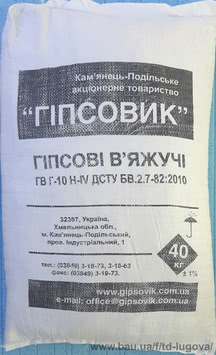 Кам'янець-Подільське
акціонерне товариство
"ГІПСОВИК"
ГІПСОВІ В'ЯЖУЧІ
ГВ Г-10 Н-IV ДСТУ БВ.2.7-82:2010
32397, Україна,
Хмельницька обл.,
м. Кам'янець-Подільський,
пров. Індустріальний, 1
тел.: (03849) 3-18-73, 3-18-63
факс: (03849) 3-19-73.
40
кг
± 1%
www.gipsovik.com.ua
e-mail: office@gipsovik.com.ua
www.bau.ua/f/td-lugova/